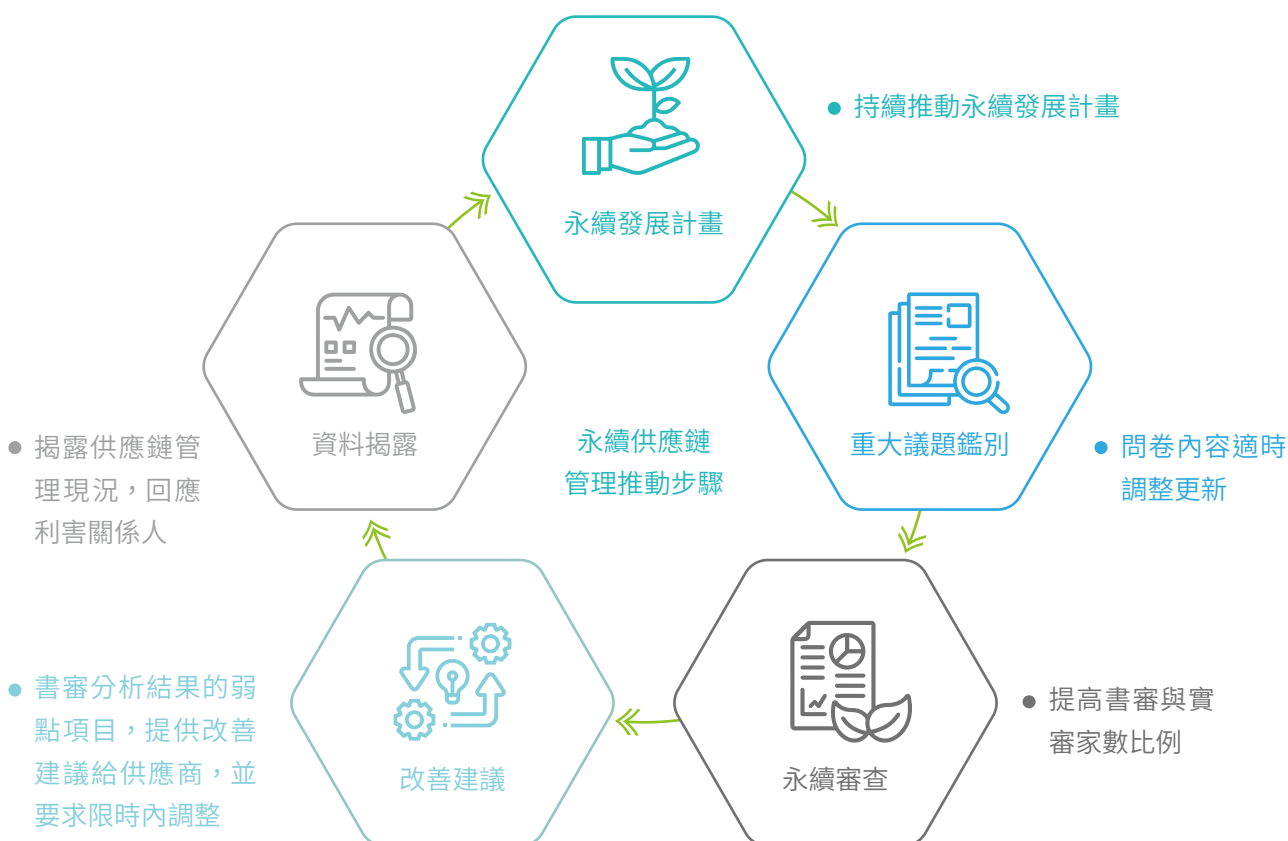 ● 持續推動永續發展計畫
永續發展計畫
永續供應鏈
管理推動步驟
重大議題鑑別
● 問卷內容適時
調整更新
永續審查
● 提高書審與實
審家數比例
改善建議
● 書審分析結果的弱
點項目，提供改善
建議給供應商，並
要求限時內調整
資料揭露
● 揭露供應鏈管
理現況，回應
利害關係人